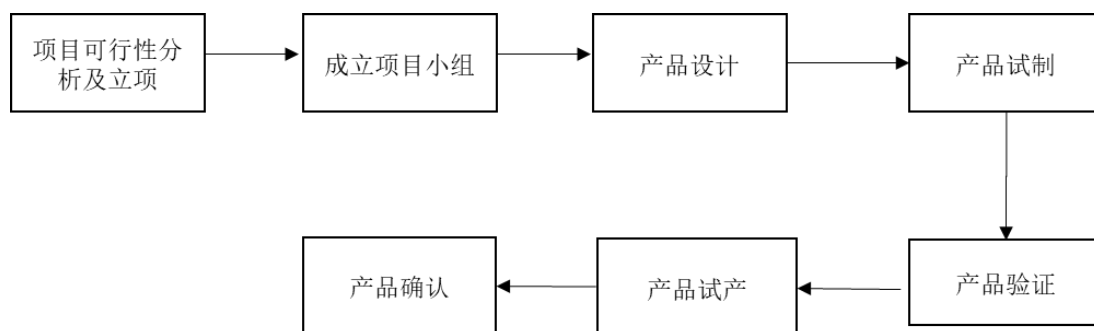 项目可行性分
析及立项
成立项目小组
产品设计
产品试制
产品验证
产品试产
产品确认